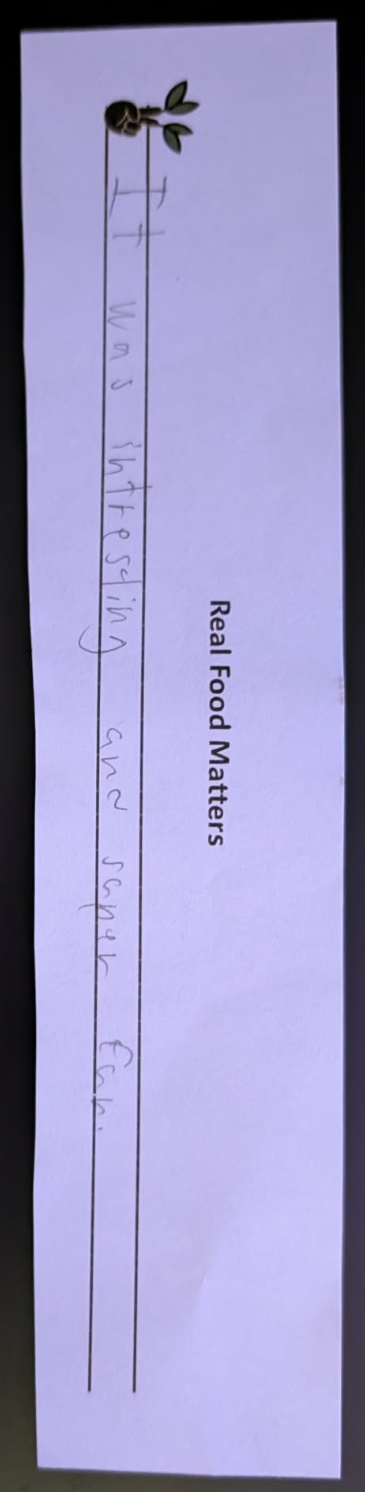 Real Food Matters
It was intresting and super fun.